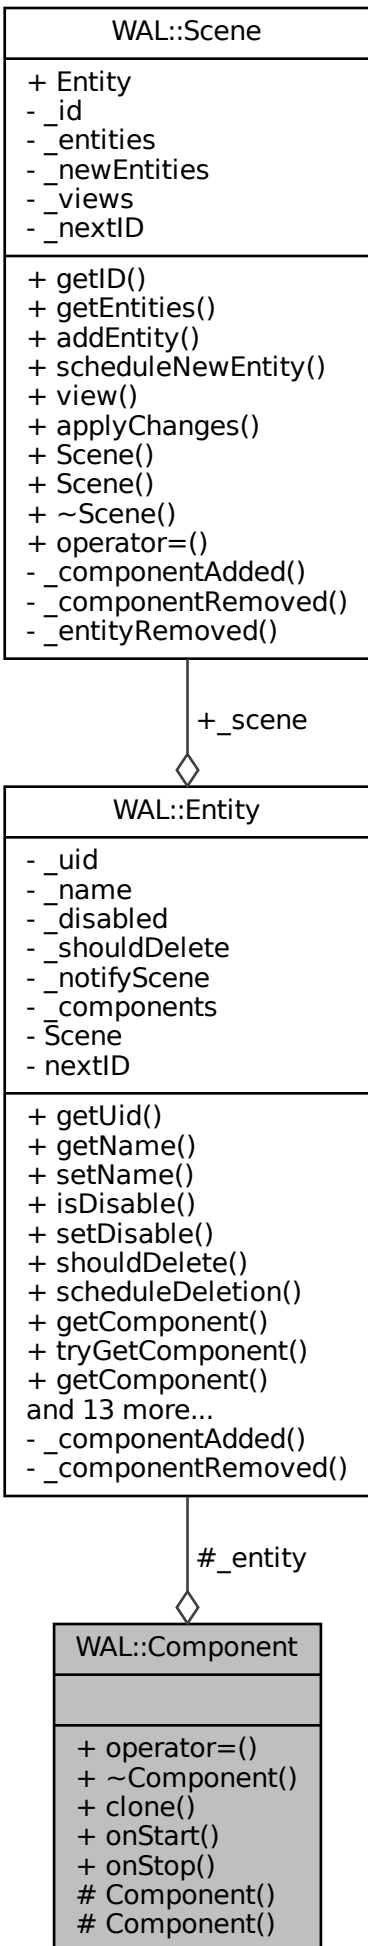 WAL::Scene
+ Entity
- _id
- _entities
- _newEntities
- _views
- _nextID
+ getID()
+ getEntities()
+ addEntity()
+ scheduleNewEntity()
+ view()
+ applyChanges()
+ Scene()
+ Scene()
+ ~Scene()
+ operator=()
- _componentAdded()
- _componentRemoved()
- _entityRemoved()
+_scene
WAL::Entity
- _uid
- _name
- _disabled
- _shouldDelete
- _notifyScene
- _components
- Scene
- nextID
+ getUid()
+ getName()
+ setName()
+ isDisable()
+ setDisable()
+ shouldDelete()
+ scheduleDeletion()
+ getComponent()
+ tryGetComponent()
+ getComponent()
and 13 more...
- _componentAdded()
- _componentRemoved()
#_entity
WAL::Component
+ operator=()
+ ~Component()
+ clone()
+ onStart()
+ onStop()
# Component()
# Component()